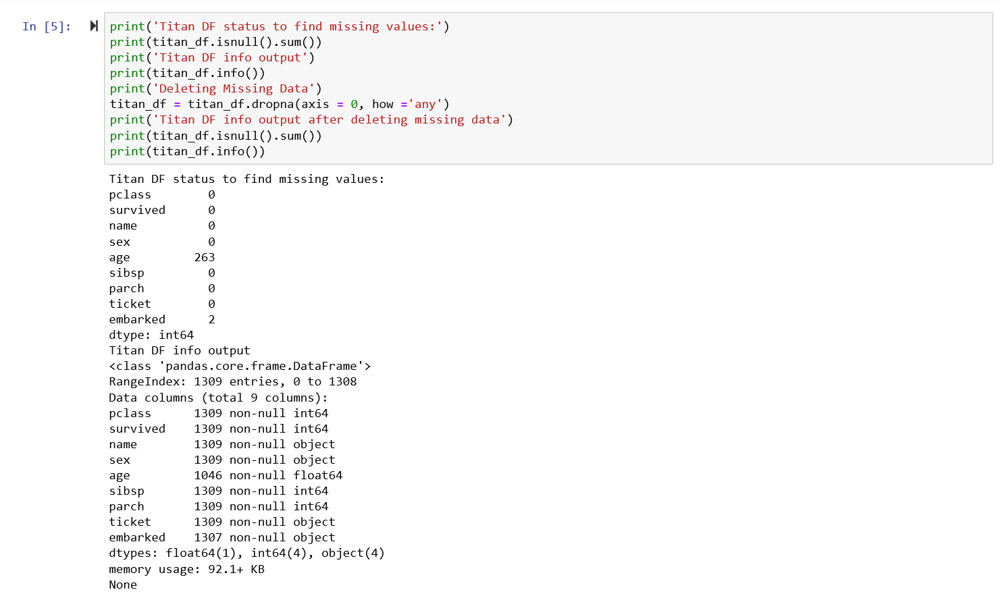 In [5]:
print('Titan DF status to find missing values:')
print(titan_df.isnull().sum())
print('Titan DF info output')
print(titan_df.info())
print('Deleting Missing Data')
titan_df = titan_df.dropna(axis = 0, how ='any')
print('Titan DF info output after deleting missing data')
print(titan_df.isnull().sum())
print(titan_df.info())
Titan DF status to find missing values:
pclass        0
survived      0
name          0
sex           0
age         263
sibsp         0
parch         0
ticket        0
embarked      2
dtype: int64
Titan DF info output
<class 'pandas.core.frame.DataFrame'>
RangeIndex: 1309 entries, 0 to 1308
Data columns (total 9 columns):
pclass      1309 non-null int64
survived    1309 non-null int64
name        1309 non-null object
sex         1309 non-null object
age         1046 non-null float64
sibsp       1309 non-null int64
parch       1309 non-null int64
ticket      1309 non-null object
embarked    1307 non-null object
dtypes: float64(1), int64(4), object(4)
memory usage: 92.1+ KB
None